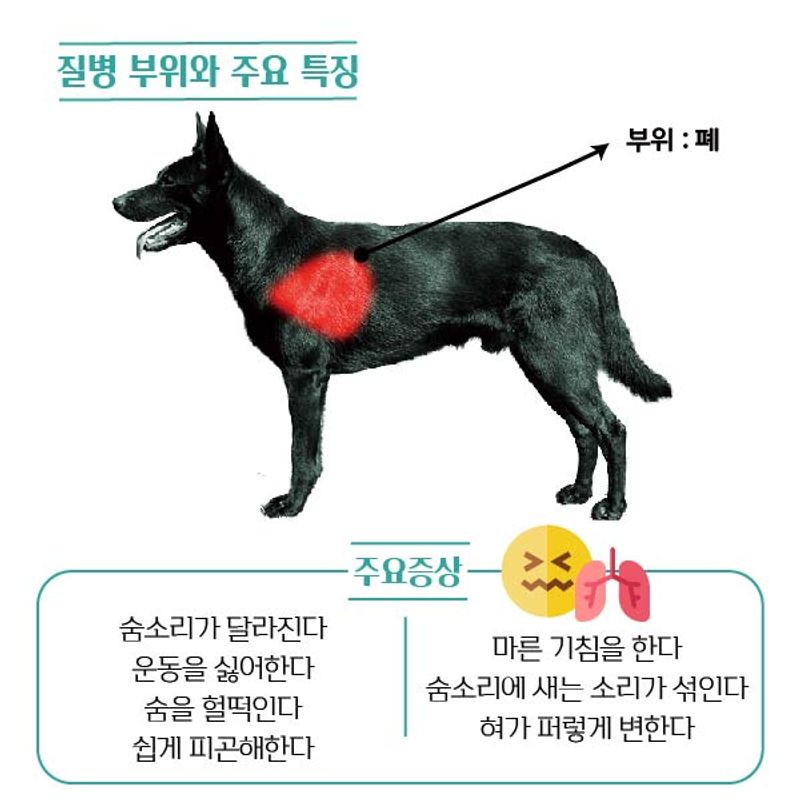 질병 부위와 주요 특징
부위 : 폐
주요증상
숨소리가 달라진다
운동을 싫어한다
숨을 헐떡인다
쉽게 피곤해한다
마른 기침을 한다
숨소리에 새는 소리가 섞인다
혀가 퍼렇게 변한다